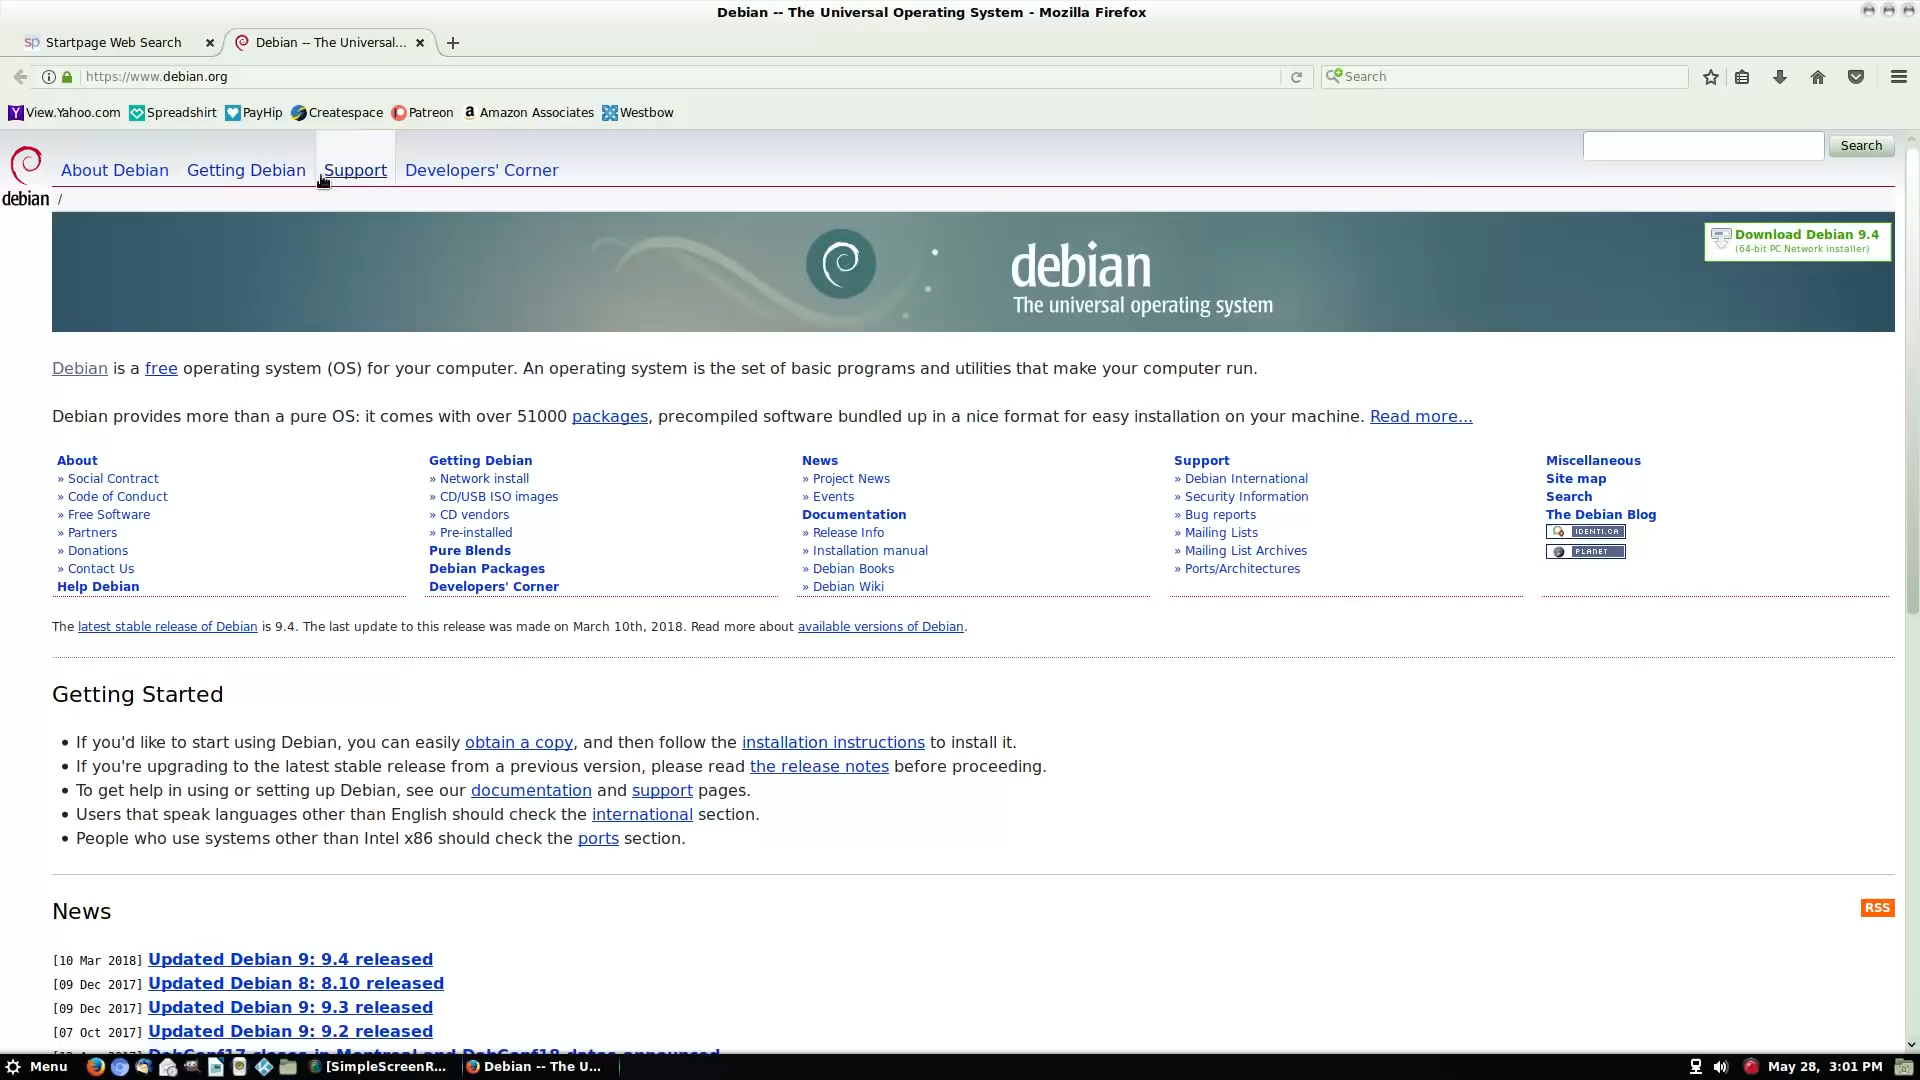 Debian -- The Universal Operating System - Mozilla Firefox
Startpage Web Search
Debian -- The Universal...
https://www.debian.org
Search
View.Yahoo.com Spreadshirt PayHip Createspace Patreon Amazon Associates Westbow
About Debian Getting Debian Support Developers' Corner
Search
debian /
debian
The universal operating system
Download Debian 9.4
(64-bit PC Network installer)
Debian is a free operating system (OS) for your computer. An operating system is the set of basic programs and utilities that make your computer run.
Debian provides more than a pure OS: it comes with over 51000 packages, precompiled software bundled up in a nice format for easy installation on your machine. Read more...
About
» Social Contract
» Code of Conduct
» Free Software
» Partners
» Donations
» Contact Us
Help Debian
Getting Debian
» Network install
» CD/USB ISO images
» CD vendors
» Pre-installed
Pure Blends
Debian Packages
Developers' Corner
News
» Project News
» Events
Documentation
» Release Info
» Installation manual
» Debian Books
» Debian Wiki
Support
» Debian International
» Security Information
» Bug reports
» Mailing Lists
» Mailing List Archives
» Ports/Architectures
Miscellaneous
Site map
Search
The Debian Blog
IDENTI.CA
PLANET
The latest stable release of Debian is 9.4. The last update to this release was made on March 10th, 2018. Read more about available versions of Debian.
Getting Started
• If you'd like to start using Debian, you can easily obtain a copy, and then follow the installation instructions to install it.
• If you're upgrading to the latest stable release from a previous version, please read the release notes before proceeding.
• To get help in using or setting up Debian, see our documentation and support pages.
• Users that speak languages other than English should check the international section.
• People who use systems other than Intel x86 should check the ports section.
News
RSS
[10 Mar 2018] Updated Debian 9: 9.4 released
[09 Dec 2017] Updated Debian 8: 8.10 released
[09 Dec 2017] Updated Debian 9: 9.3 released
[07 Oct 2017] Updated Debian 9: 9.2 released
DebConf17 closes in Montreal and DebConf18 dates announced
Menu [SimpleScreenR... Debian -- The U... May 28, 3:01 PM